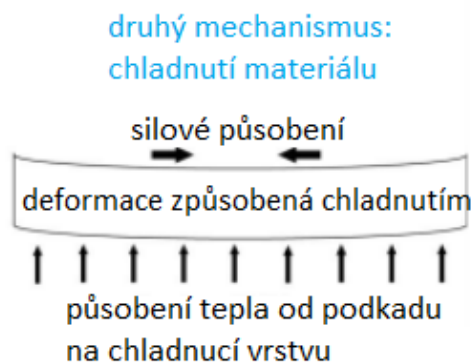 druhý mechanismus:
chladnutí materiálu
silové působení
deformace způsobená chladnutím
působení tepla od podkadu
na chladnucí vrstvu